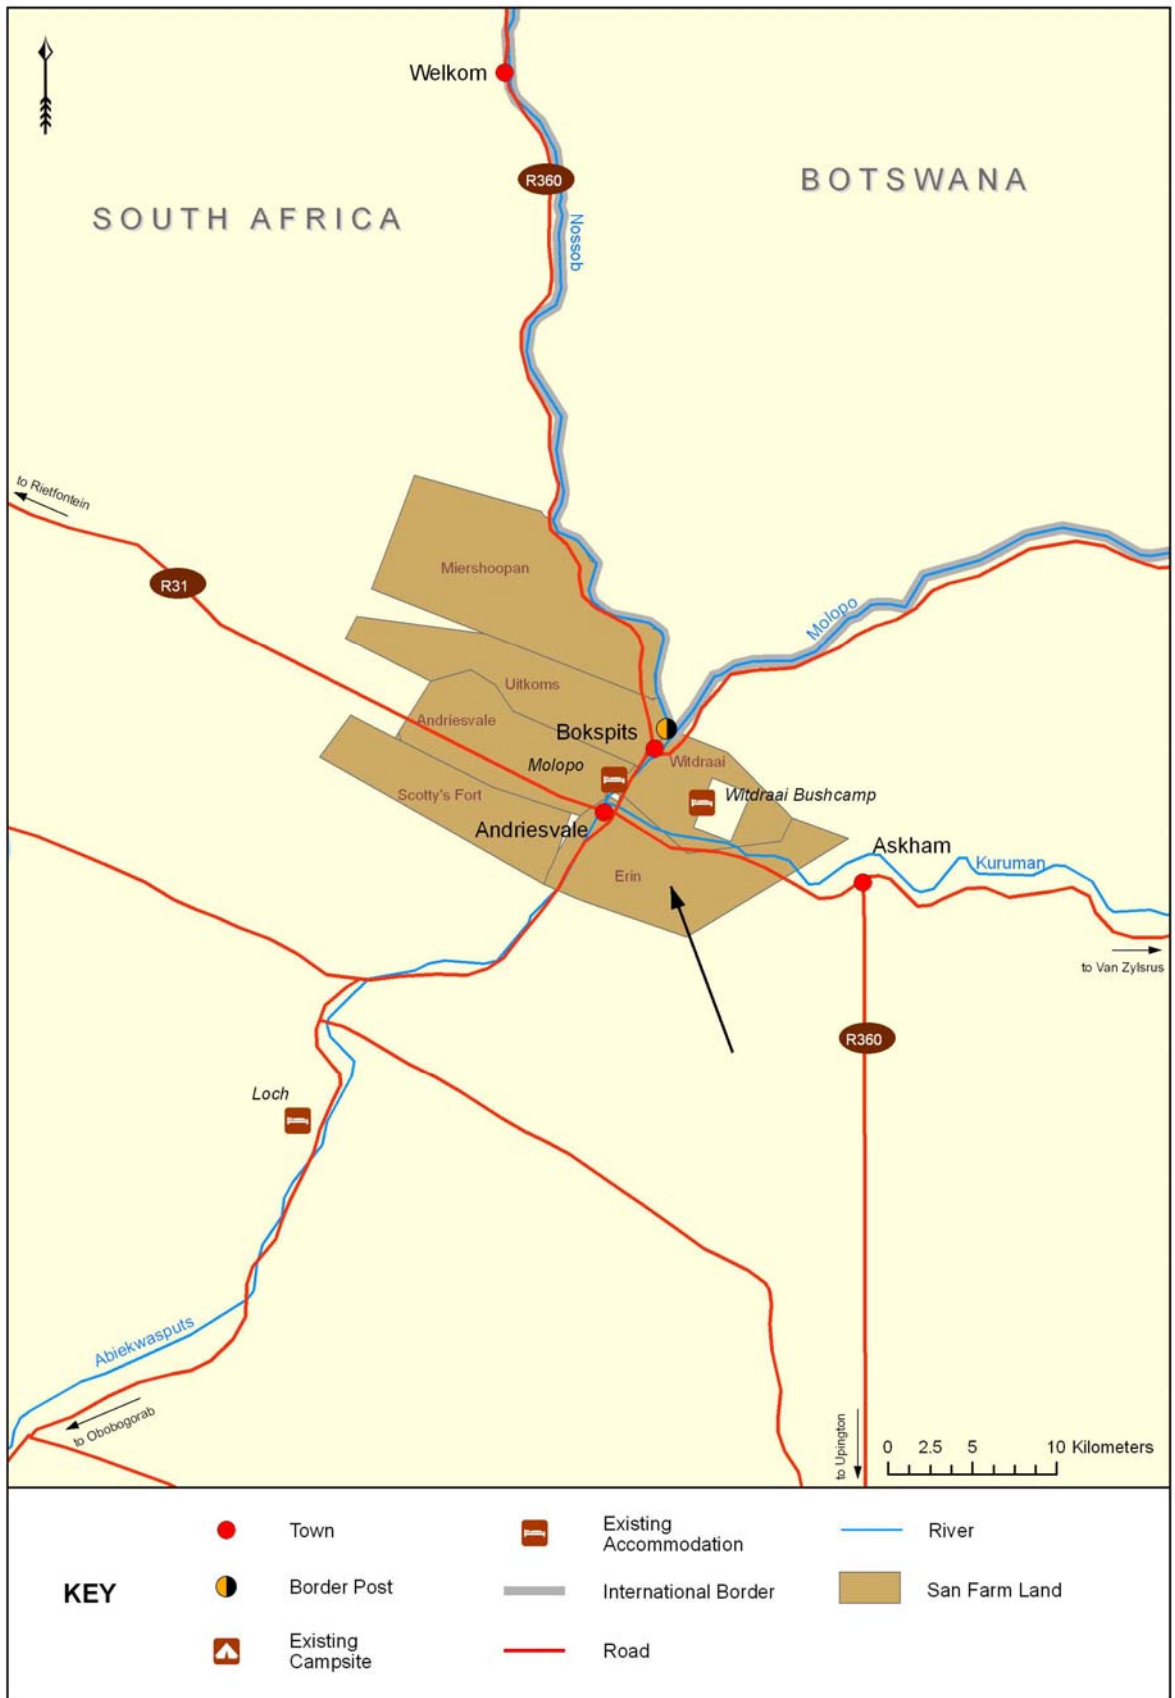 Welkom
R360
BOTSWANA
SOUTH AFRICA
Nossob
to Rietfontein
R31
Miershoopan
Molopo
Uitkoms
Andriesvale
Bokspits
Witdraai
Molopo
Scotty's Fort
Witdraai Bushcamp
Andriesvale
Askham
Kuruman
Erin
to Van Zylsrus
R360
Loch
Abiekwasputs
to Obobogorab
to Upington
0 2.5 5 10 Kilometers
KEY
Town
Border Post
Existing
Campsite
Existing
Accommodation
International Border
Road
River
San Farm Land